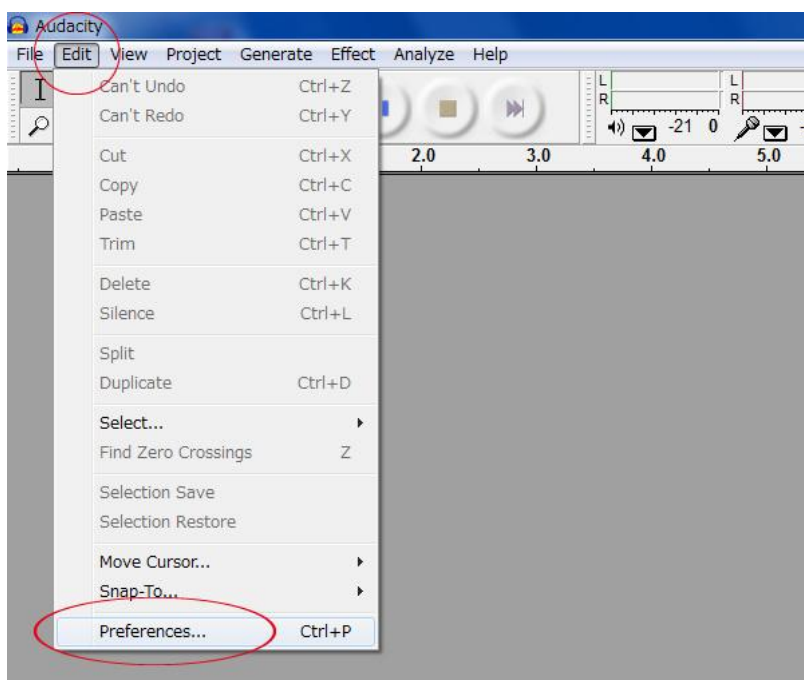 Audacity
File Edit View Project Generate Effect Analyze Help
Can't Undo Ctrl+Z
Can't Redo Ctrl+Y
Cut Ctrl+X
Copy Ctrl+C
Paste Ctrl+V
Trim Ctrl+T
Delete Ctrl+K
Silence Ctrl+L
Split
Duplicate Ctrl+D
Select...
Find Zero Crossings Z
Selection Save
Selection Restore
Move Cursor...
Snap-To...
Preferences... Ctrl+P
L L
R R
-21 0 -
2.0 3.0 4.0 5.0